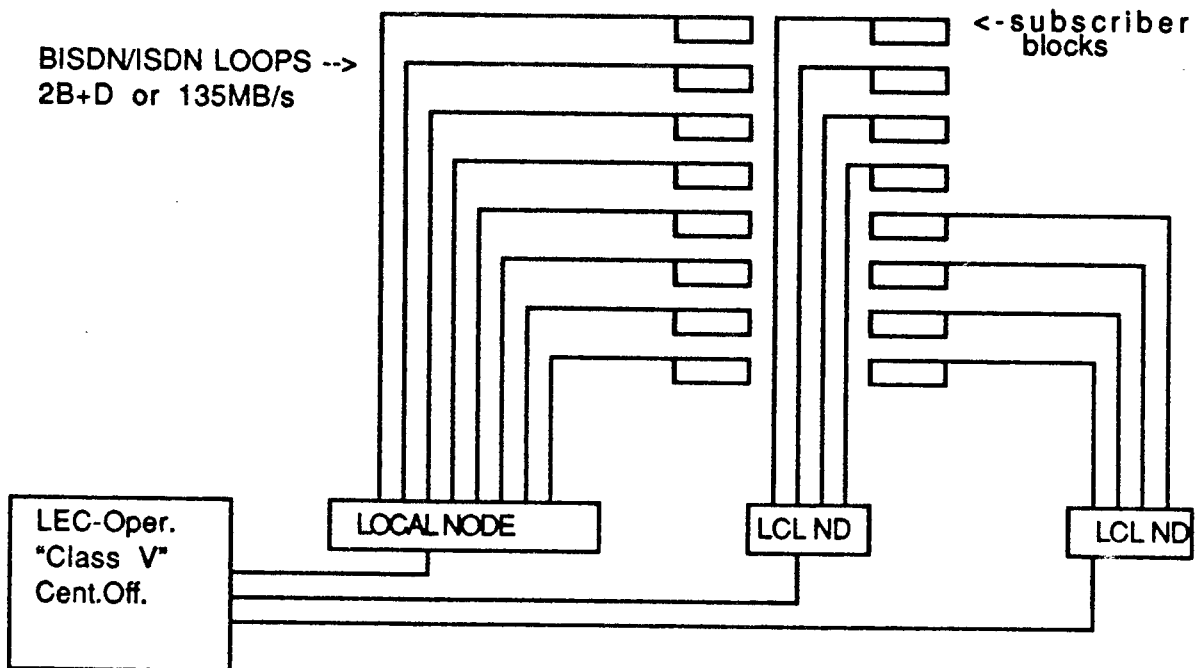 <-subscriber
blocks
BISDN/ISDN LOOPS -->
2B+D or 135MB/s
LEC-Oper.
"Class V"
Cent.Off.
LOCAL NODE
LCL ND
LCL ND